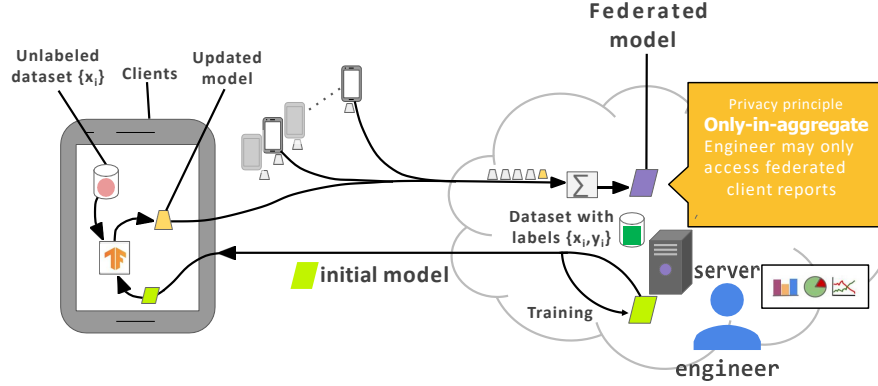 Federated
model
Unlabeled
dataset {xᵢ}
Clients
Updated
model
Privacy principle
Only-in-aggregate
Engineer may only
access federated
client reports
Σ
Dataset with
labels {xᵢ,yᵢ}
initial model
Training
server
engineer